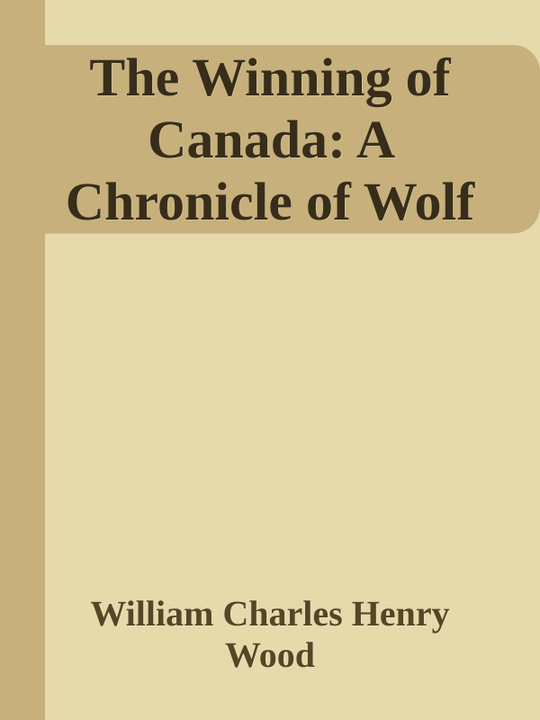 The Winning of
Canada: A
Chronicle of Wolf
William Charles Henry
Wood